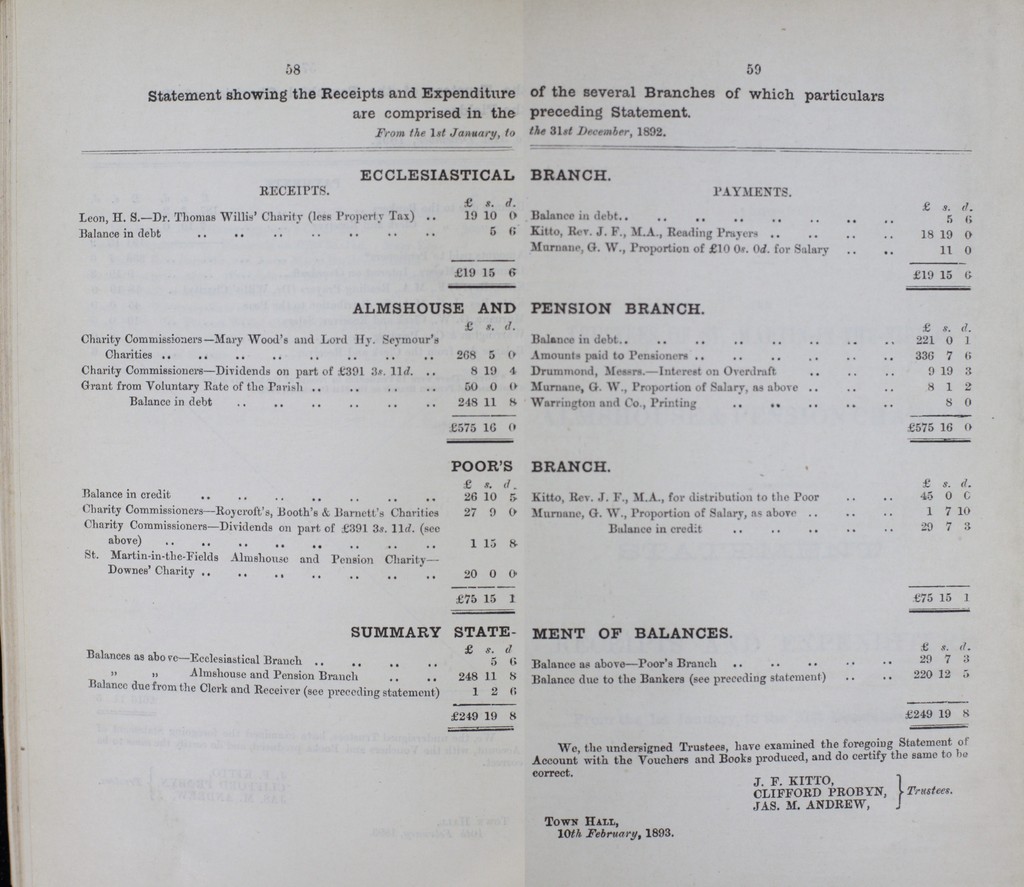 58
Statement showing the Receipts and Expenditure
are comprised in the
From the 1st January, to
ECCLESIASTICAL
RECEIPTS.
£ s. d.
Leon, H. S.—Dr. Thomas Willis' Charity (less Property Tax) .. 19 10 0
Balance in debt .. .. .. .. .. .. .. 5 6
£19 15 6
ALMSHOUSE AND
£ s. d.
Charity Commissioners—Mary Wood's and Lord Hy. Seymour's
Charities .. .. .. .. .. .. .. .. 268 5 0
Charity Commissioners—Dividends on part of £391 3s. 11d. .. 8 19 4
Grant from Voluntary Rate of the Parish .. .. .. .. 50 0 0
Balance in debt .. .. .. .. .. .. 248 11 8
£575 16 0
POOR'S
£ s. d.
Balance in credit .. .. .. .. .. .. .. 26 10 5
Charity Commissioners—Roycroft's, Booth's & Barnett's Charities 27 9 0
Charity Commissioners—Dividends on part of £391 3s. 11d. (see
above) .. .. .. .. .. .. .. .. 1 15 8
St. Martin-in-the-Fields Almshouse and Pension Charity—
Downes' Charity .. .. .. .. .. .. .. 20 0 0
£75 15 1
SUMMARY STATE-
£ s. d
Balances as above—Ecclesiastical Branch .. .. .. .. 5 6
„ „ Almshouse and Pension Branch .. .. 248 11 8
Balance due from the Clerk and Receiver (see preceding statement) 1 2 6
£249 19 8
59
of the several Branches of which particulars
preceding Statement.
the 31st December, 1892.
BRANCH.
PAYMENTS.
£ s. d.
Balance in debt.. .. .. .. .. .. .. .. 5 6
Kitto, Rev. J. F., M.A., Reading Prayers .. .. .. .. 18 19 0
Murnane, G. W., Proportion of £10 0s. 0d. for Salary .. .. 11 0
£19 15 6
PENSION BRANCH.
£ s. d.
Balance in debt.. .. .. .. .. .. .. .. 221 0 1
Amounts paid to Pensioners .. .. .. .. .. .. 336 7 6
Drummond, Messrs.—Interest on Overdraft .. .. .. 9 19 3
Murnane, G. W., Proportion of Salary, as above .. .. .. 8 1 2
Warrington and Co., Printing .. .. .. .. .. 8 0
£575 16 0
BRANCH.
£ s. d.
Kitto, Rev. J. F., M.A., for distribution to the Poor .. .. 45 0 0
Murnane, G. W., Proportion of Salary, as above .. .. .. 1 7 10
Balance in credit .. .. .. .. .. 29 7 3
£75 15 1
MENT OF BALANCES.
£ s. d.
Balance as above—Poor's Branch .. .. .. .. .. 29 7 3
Balance due to the Bankers (see preceding statement) .. .. 220 12 5
£249 19 8
We, the undersigned Trustees, have examined the foregoing Statement of
Account with the Vouchers and Books produced, and do certify the same to be
correct.
J. F. KITTO,
CLIFFORD PROBYN, } Trustees.
JAS. M. ANDREW,
TOWN HALL,
10th February, 1893.